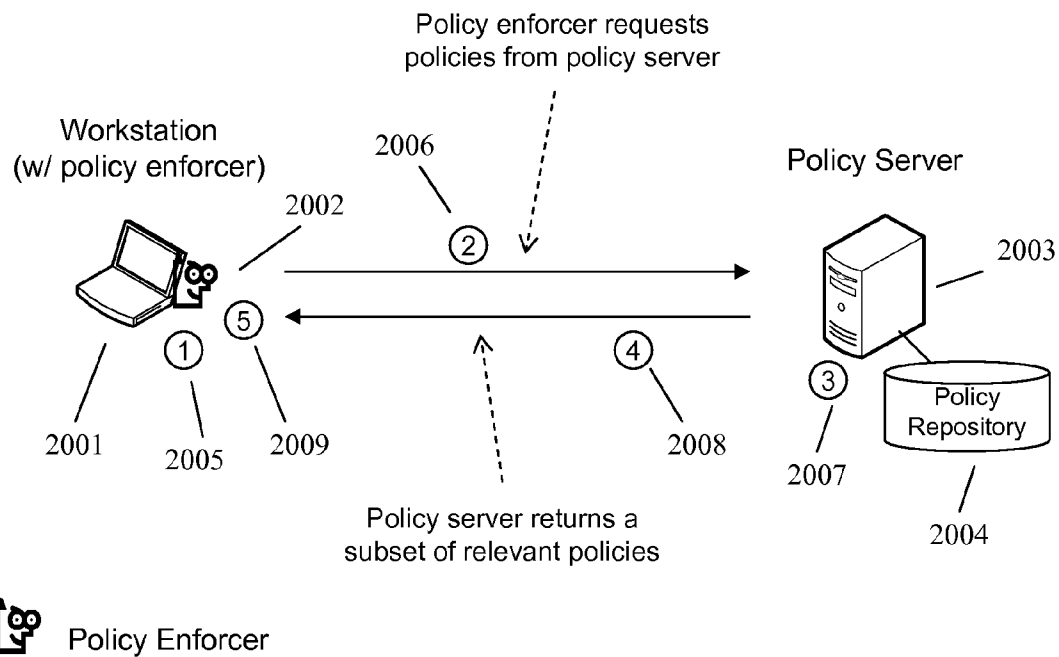 Policy enforcer requests
policies from policy server
Workstation
(w/ policy enforcer)
2006
Policy Server
2002
2
2003
5
1
4
3
Policy
Repository
2001
2005
2009
2008
2007
2004
Policy server returns a
subset of relevant policies
Policy Enforcer